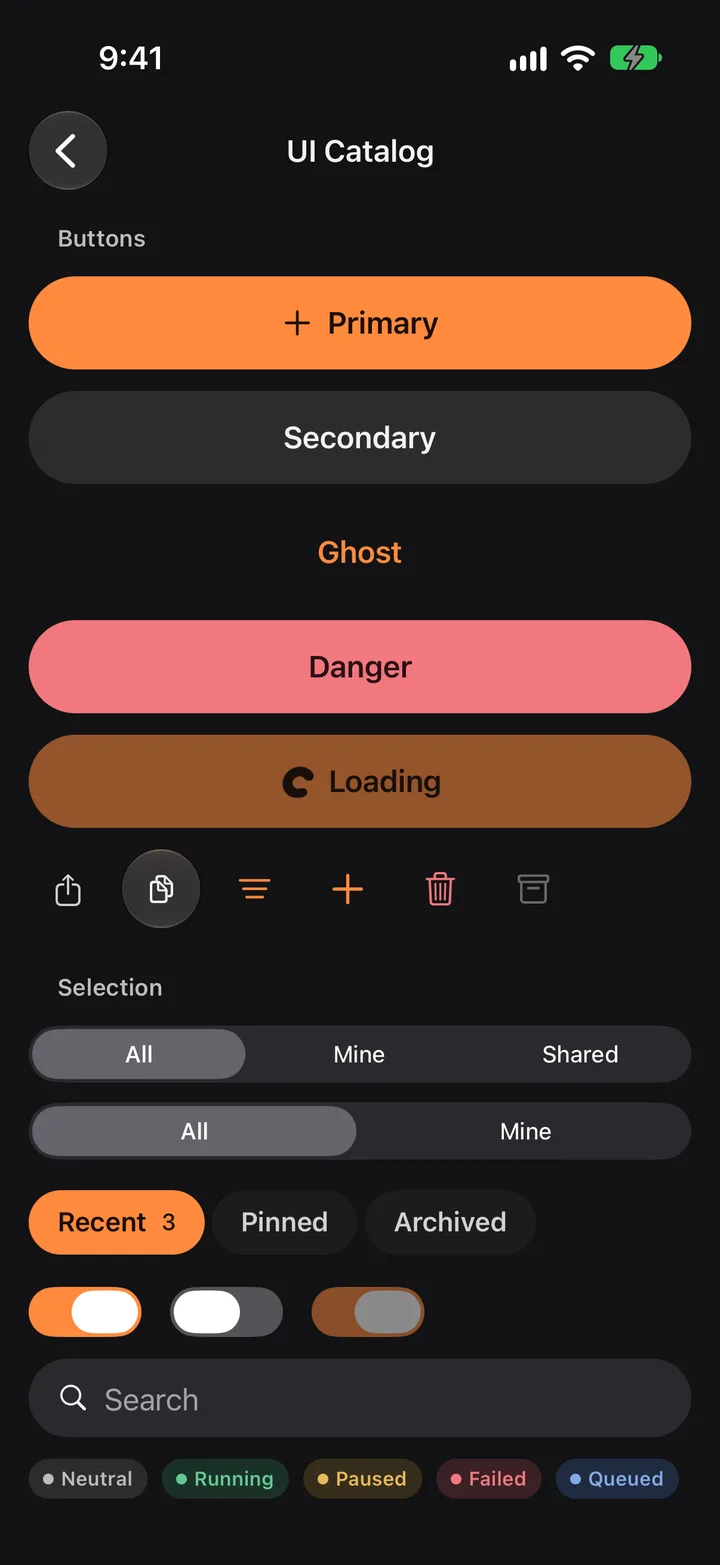 9:41
UI Catalog
Buttons
Primary
Secondary
Ghost
Danger
Loading
Selection
All Mine Shared
All Mine
Recent 3 Pinned Archived
Search
Neutral Running Paused Failed Queued